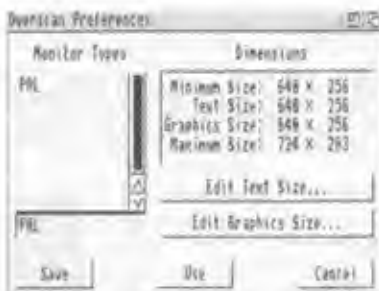 Overscan Preferences
Monitor Types
PAL
PAL
Dimensions
Minimum Size: 640 X 256
Text Size: 640 X 256
Graphics Size: 640 X 256
Maximum Size: 724 X 283
Edit Text Size...
Edit Graphics Size...
Save
Use
Cancel